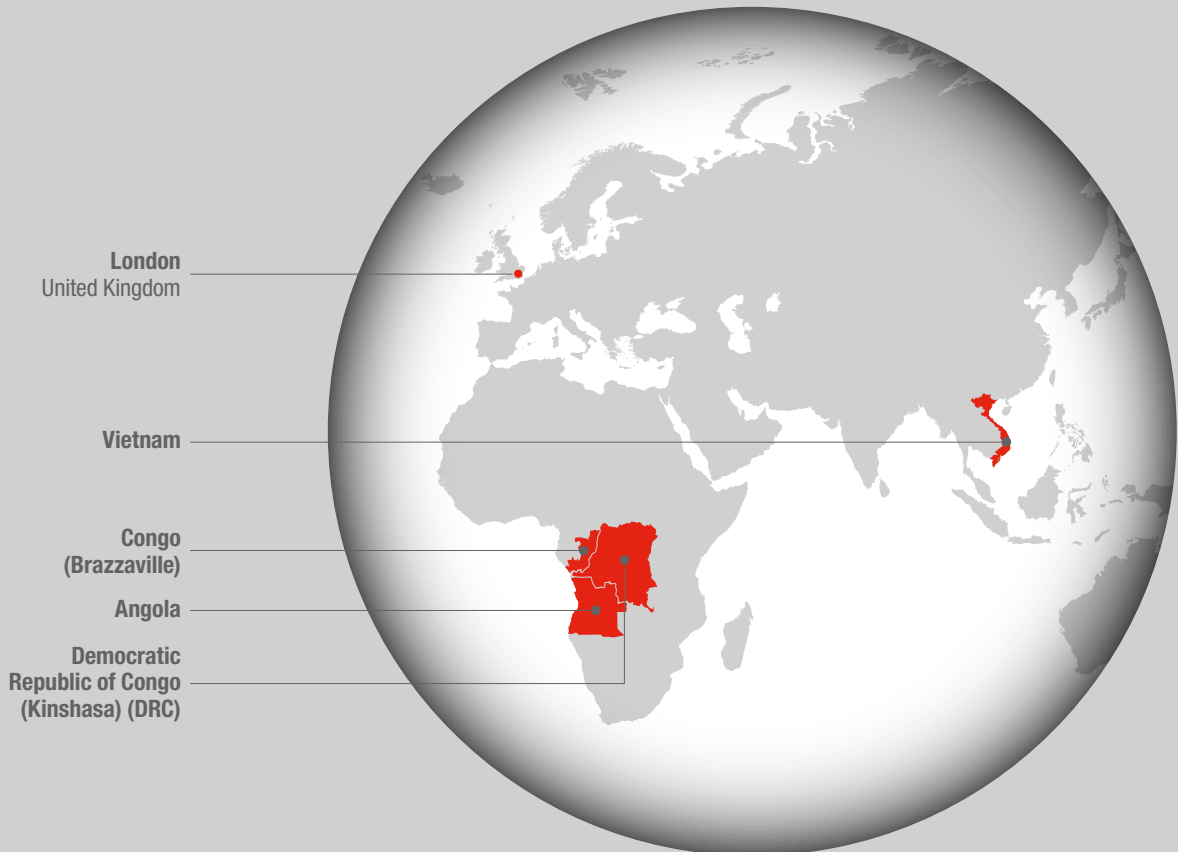 London
United Kingdom
Vietnam
Congo
(Brazzaville)
Angola
Democratic
Republic of Congo
(Kinshasa) (DRC)